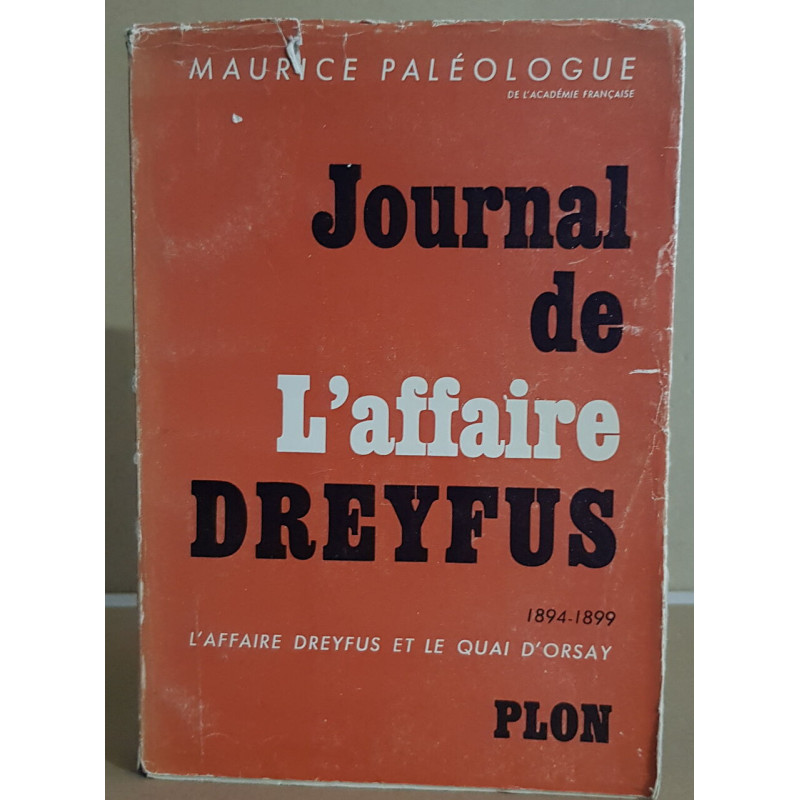 MAURICE PALÉOLOGUE
DE L'ACADÉMIE FRANÇAISE
Journal
de
L'affaire
DREYFUS
1894-1899
L'AFFAIRE DREYFUS ET LE QUAI D'ORSAY
PLON